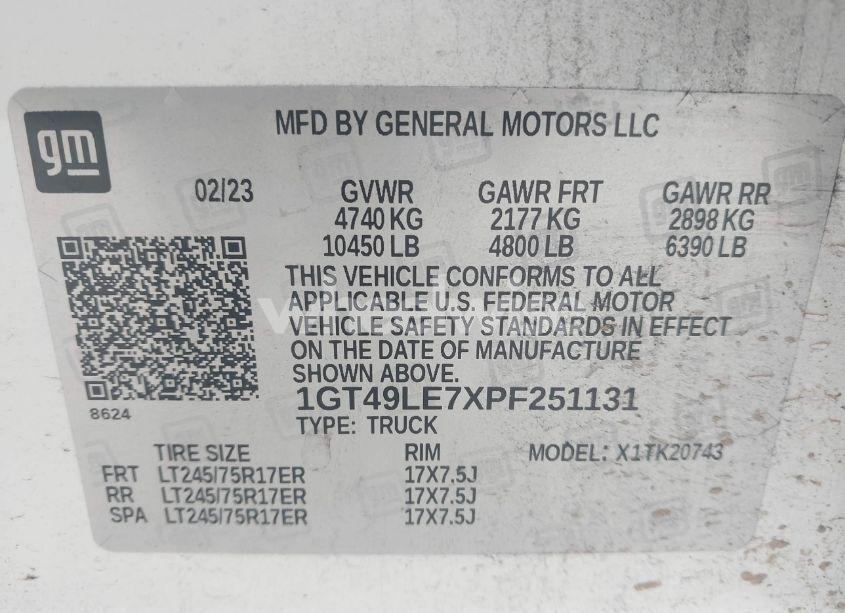 gm
MFD BY GENERAL MOTORS LLC
02/23 GVWR GAWR FRT GAWR RR
4740 KG 2177 KG 2898 KG
10450 LB 4800 LB 6390 LB
THIS VEHICLE CONFORMS TO ALL
APPLICABLE U.S. FEDERAL MOTOR
VEHICLE SAFETY STANDARDS IN EFFECT
ON THE DATE OF MANUFACTURE
SHOWN ABOVE.
1GT49LE7XPF251131
8624
TYPE: TRUCK
TIRE SIZE RIM MODEL: X1TK20743
FRT LT245/75R17ER 17X7.5J
RR LT245/75R17ER 17X7.5J
SPA LT245/75R17ER 17X7.5J